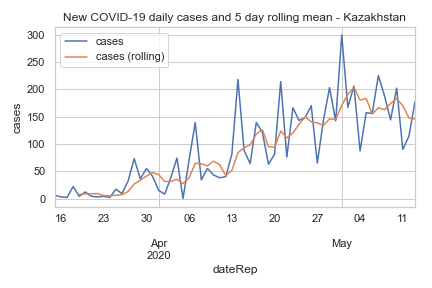 New COVID-19 daily cases and 5 day rolling mean - Kazakhstan
cases
cases (rolling)
300
250
200
150
100
50
0
cases
16 23 30 06 13 20 27 04 11
Apr May
2020
dateRep